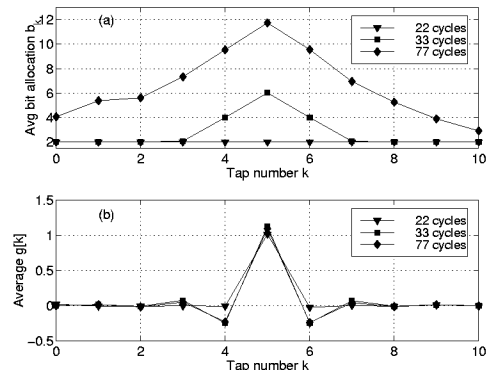 (a)
22 cycles
33 cycles
77 cycles
Avg bit allocation b_k
12
10
8
6
4
2
0 2 4 6 8 10
Tap number k
(b)
22 cycles
33 cycles
77 cycles
Average g[k]
1.5
1
0.5
0
−0.5
0 2 4 6 8 10
Tap number k